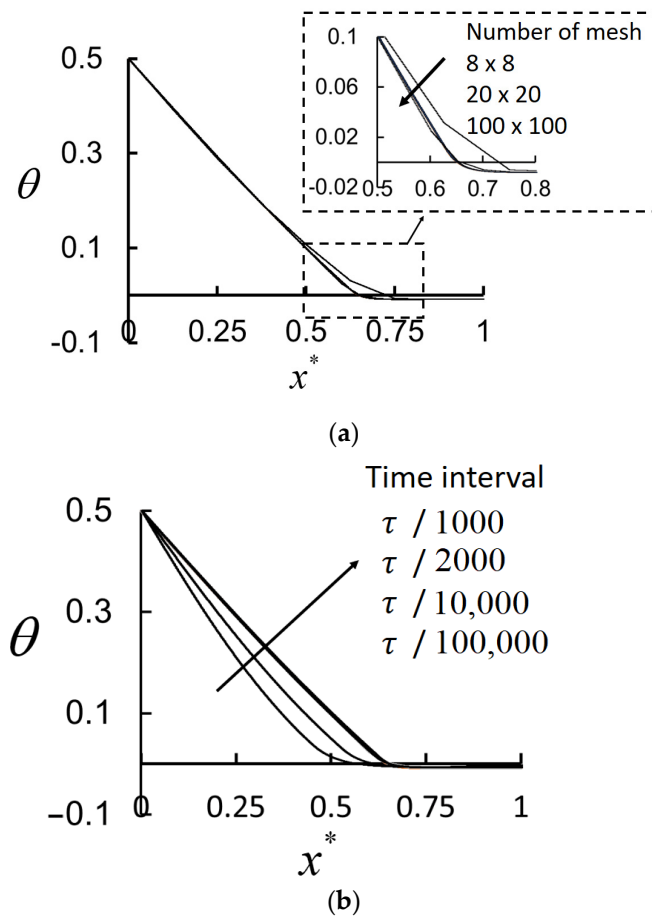 0.1
Number of mesh
0.5
8 x 8
0.06
20 x 20
0.3
0.02
100 x 100
θ
-0.02
0.5 0.6 0.7 0.8
0.1
0 0.25 0.5 0.75 1
-0.1
x*
(a)
Time interval
0.5
τ / 1000
τ / 2000
0.3
τ / 10,000
θ
τ / 100,000
0.1
−0.1
0 0.25 0.5 0.75 1
x*
(b)